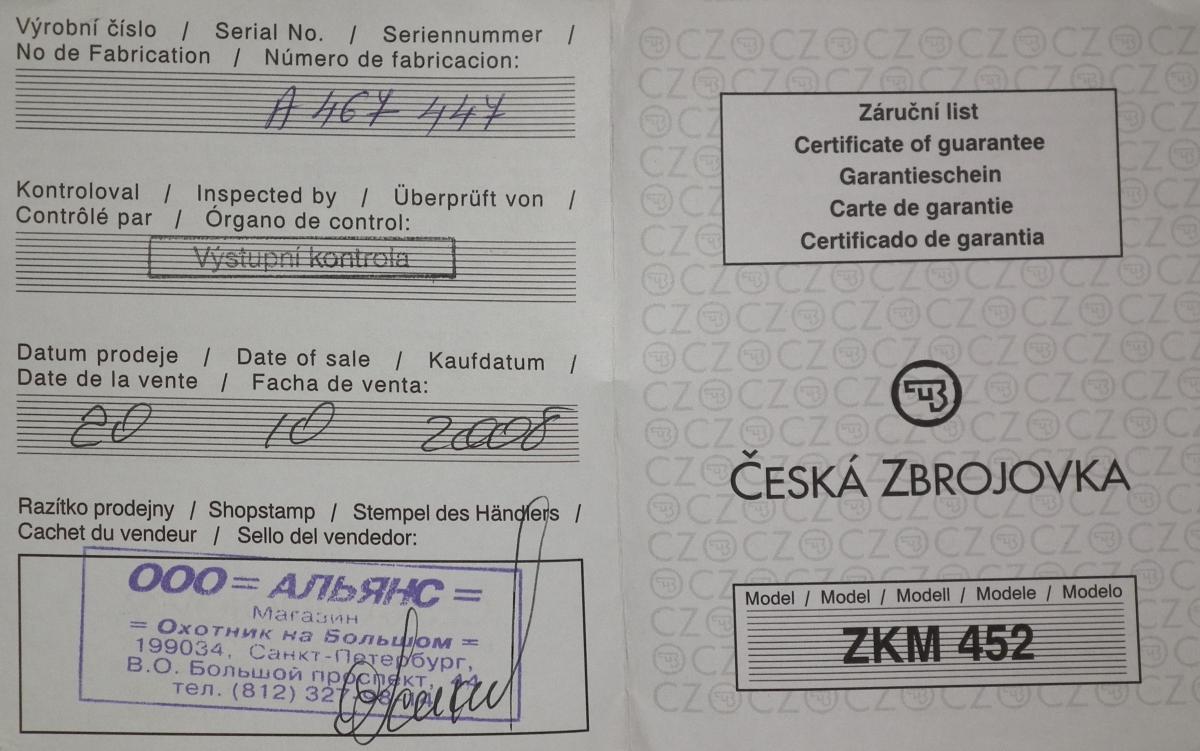 Výrobní číslo / Serial No. / Seriennummer /
No de Fabrication / Número de fabricacion:
A 467 447
Kontroloval / Inspected by / Überprüft von /
Contrôlé par / Órgano de control:
Výstupní kontrola
Datum prodeje / Date of sale / Kaufdatum /
Date de la vente / Facha de venta:
20 10 2008
Razítko prodejny / Shopstamp / Stempel des Händlers /
Cachet du vendeur / Sello del vendedor:
ООО = АЛЬЯНС =
Магазин
= Охотник на Большом =
199034, Санкт-Петербург,
В.О. Большой проспект, 44
тел. (812)
Záruční list
Certificate of guarantee
Garantieschein
Carte de garantie
Certificado de garantia
ČESKÁ ZBROJOVKA
Model / Model / Modell / Modele / Modelo
ZKM 452